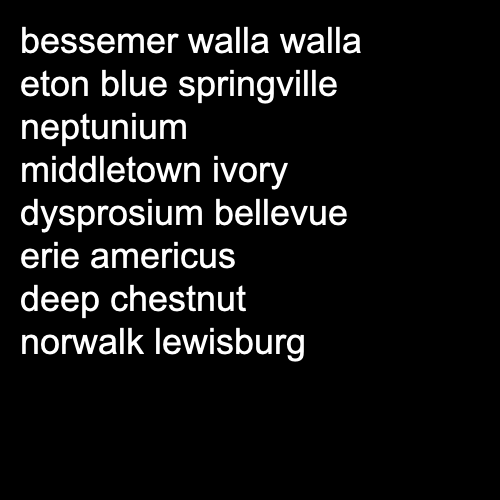 bessemer walla walla
eton blue springville
neptunium
middletown ivory
dysprosium bellevue
erie americus
deep chestnut
norwalk lewisburg